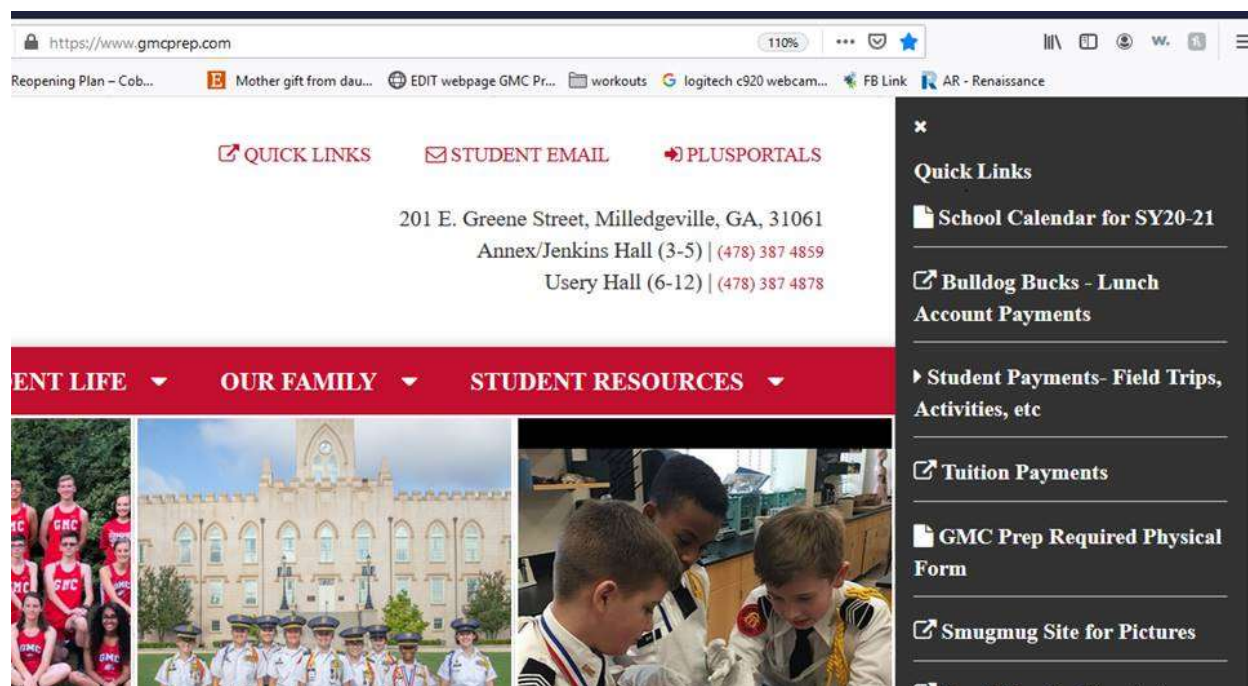 https://www.gmcprep.com
110%
w.
Reopening Plan – Cob...
E
Mother gift from dau...
EDIT webpage GMC Pr...
workouts
G
logitech c920 webcam...
FB Link
R
AR - Renaissance
QUICK LINKS
STUDENT EMAIL
PLUSPORTALS
201 E. Greene Street, Milledgeville, GA, 31061
Annex/Jenkins Hall (3-5) | (478) 387 4859
Usery Hall (6-12) | (478) 387 4878
ENT LIFE
OUR FAMILY
STUDENT RESOURCES
GMC
GMC
GMC
Quick Links
School Calendar for SY20-21
Bulldog Bucks - Lunch
Account Payments
Student Payments- Field Trips,
Activities, etc
Tuition Payments
GMC Prep Required Physical
Form
Smugmug Site for Pictures